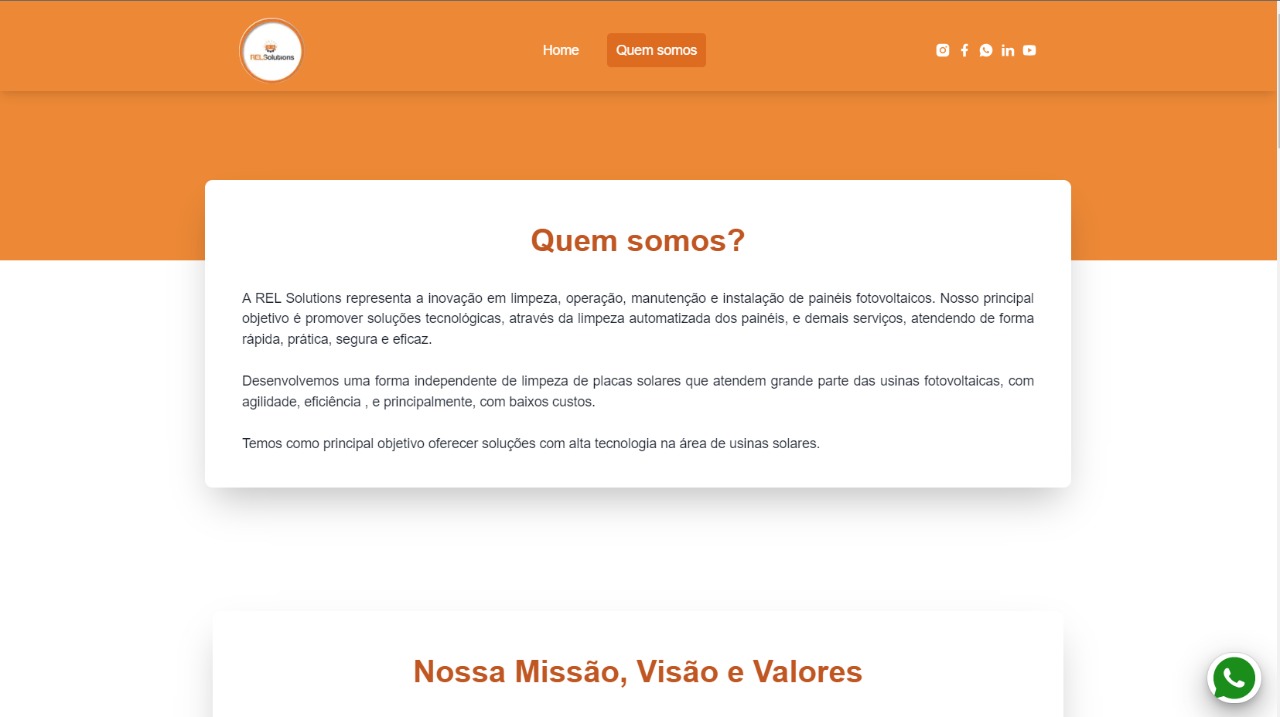 RELSolutions
Home
Quem somos
Quem somos?
A REL Solutions representa a inovação em limpeza, operação, manutenção e instalação de painéis fotovoltaicos. Nosso principal
objetivo é promover soluções tecnológicas, através da limpeza automatizada dos painéis, e demais serviços, atendendo de forma
rápida, prática, segura e eficaz.
Desenvolvemos uma forma independente de limpeza de placas solares que atendem grande parte das usinas fotovoltaicas, com
agilidade, eficiência , e principalmente, com baixos custos.
Temos como principal objetivo oferecer soluções com alta tecnologia na área de usinas solares.
Nossa Missão, Visão e Valores